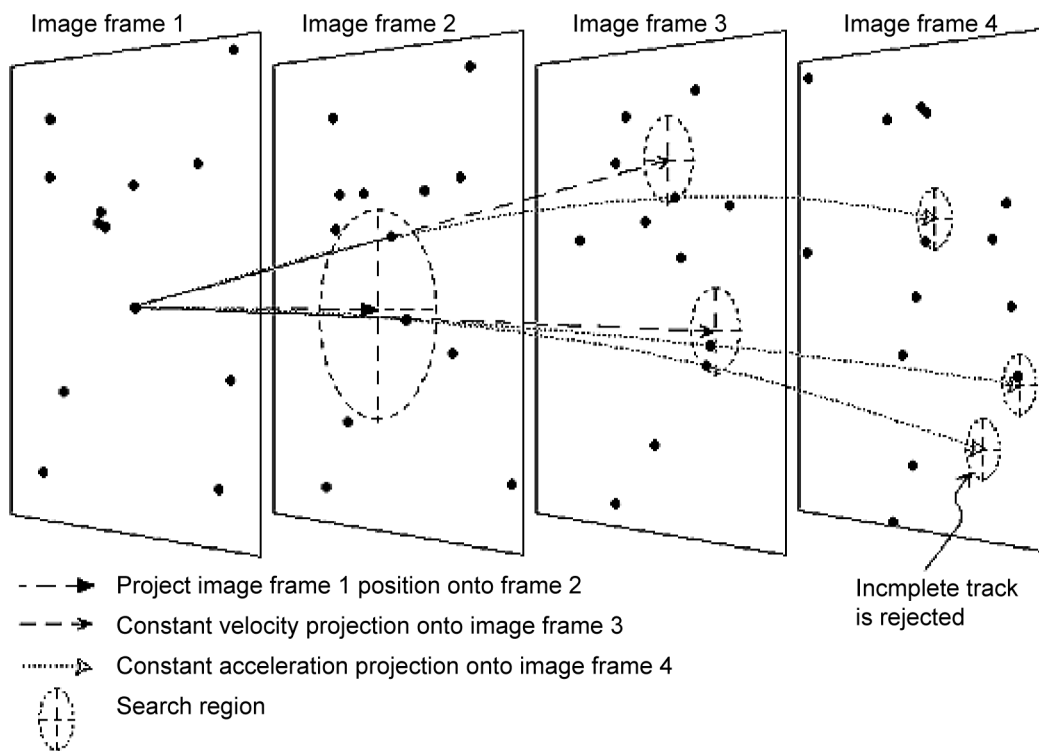 Image frame 1
Image frame 2
Image frame 3
Image frame 4
Project image frame 1 position onto frame 2
Constant velocity projection onto image frame 3
Constant acceleration projection onto image frame 4
Search region
Incmplete track
is rejected